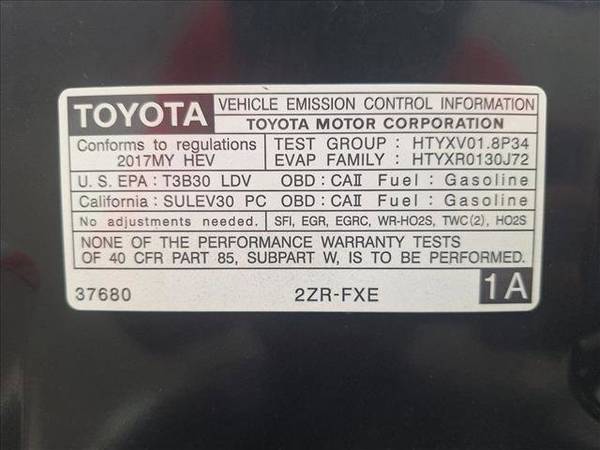 TOYOTA VEHICLE EMISSION CONTROL INFORMATION
TOYOTA MOTOR CORPORATION
Conforms to regulations TEST GROUP : HTYXV01.8P34
2017MY HEV EVAP FAMILY : HTYXR0130J72
U.S. EPA : T3B30 LDV OBD : CAII Fuel : Gasoline
California : SULEV30 PC OBD : CAII Fuel : Gasoline
No adjustments needed. SFI, EGR, EGRC, WR-HO2S, TWC(2), HO2S
NONE OF THE PERFORMANCE WARRANTY TESTS
OF 40 CFR PART 85, SUBPART W, IS TO BE PERFORMED.
37680 2ZR-FXE 1A